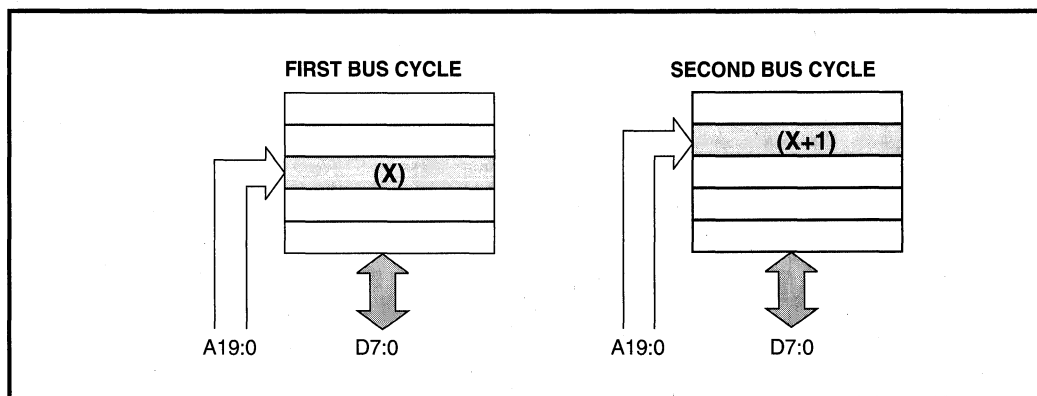 FIRST BUS CYCLE
(X)
A19:0
D7:0
SECOND BUS CYCLE
(X+1)
A19:0
D7:0